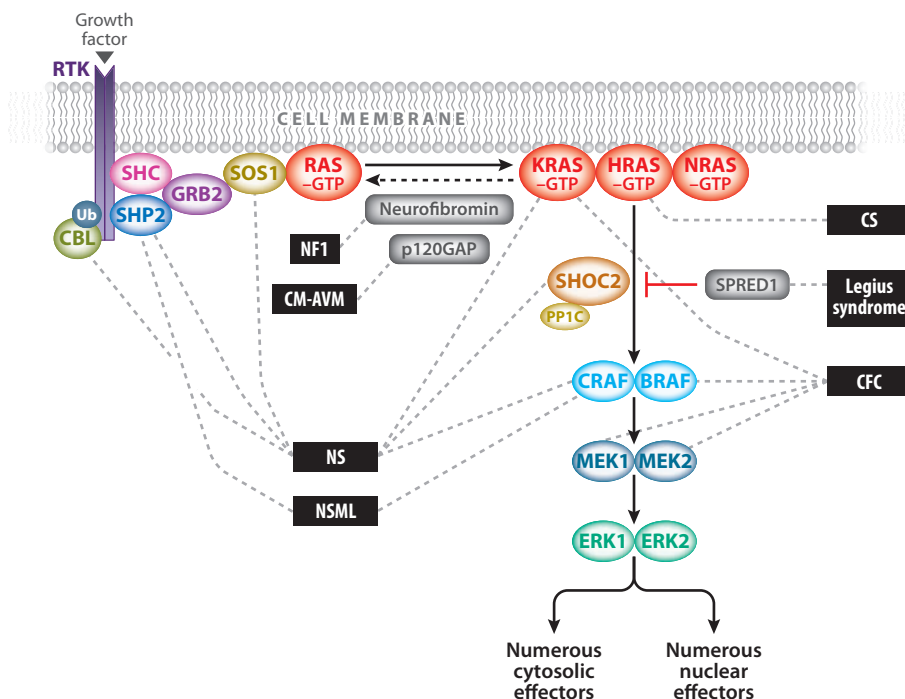 Growth
factor
RTK
CELL MEMBRANE
SHC
GRB2
SOS1
RAS
–GTP
KRAS
–GTP
HRAS
–GTP
NRAS
–GTP
Ub
CBL
SHP2
Neurofibromin
NF1
p120GAP
CM-AVM
CS
SHOC2
PP1C
SPRED1
Legius
syndrome
CRAF
BRAF
CFC
NS
MEK1
MEK2
NSML
ERK1
ERK2
Numerous
cytosolic
effectors
Numerous
nuclear
effectors